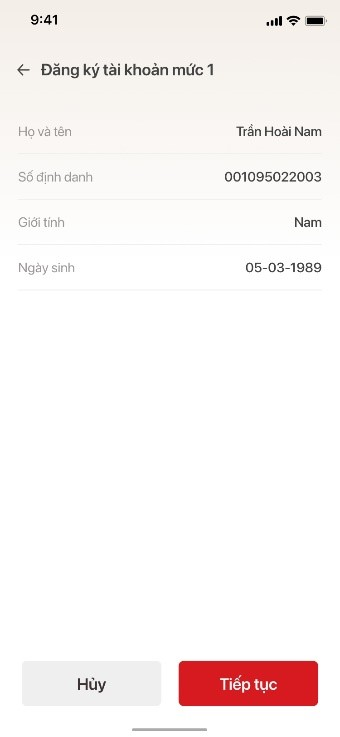 9:41
Đăng ký tài khoản mức 1
Họ và tên Trần Hoài Nam
Số định danh 001095022003
Giới tính Nam
Ngày sinh 05-03-1989
Hủy Tiếp tục